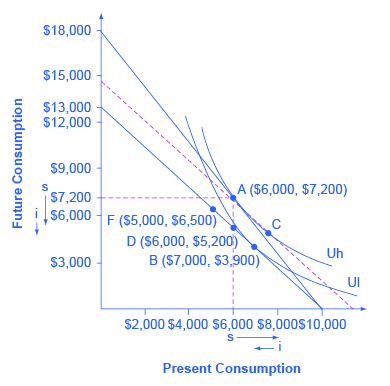 $18,000
$15,000
$13,000
$12,000
$9,000
s
$7,200
i
$6,000
$3,000
Future Consumption
A ($6,000, $7,200)
F ($5,000, $6,500)
C
D ($6,000, $5,200)
B ($7,000, $3,900)
Uh
Ul
$2,000 $4,000 $6,000 $8,000 $10,000
s
i
Present Consumption